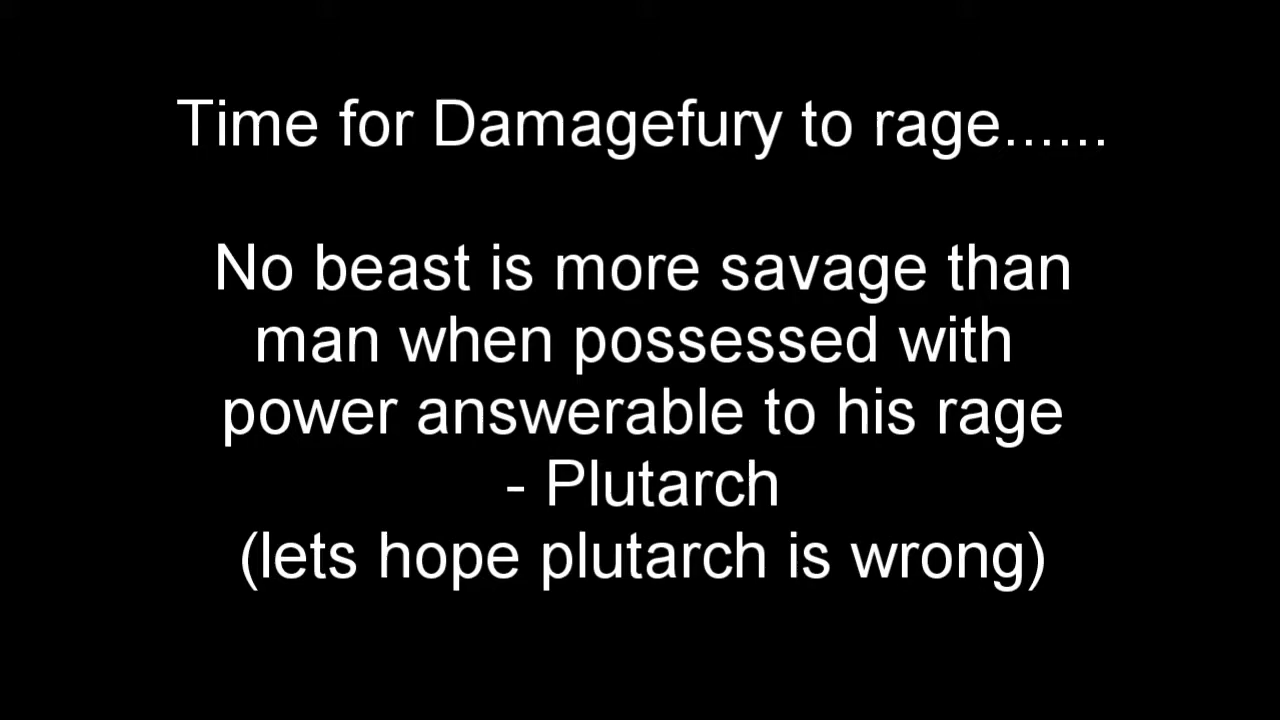 Time for Damagefury to rage......
No beast is more savage than
man when possessed with
power answerable to his rage
- Plutarch
(lets hope plutarch is wrong)